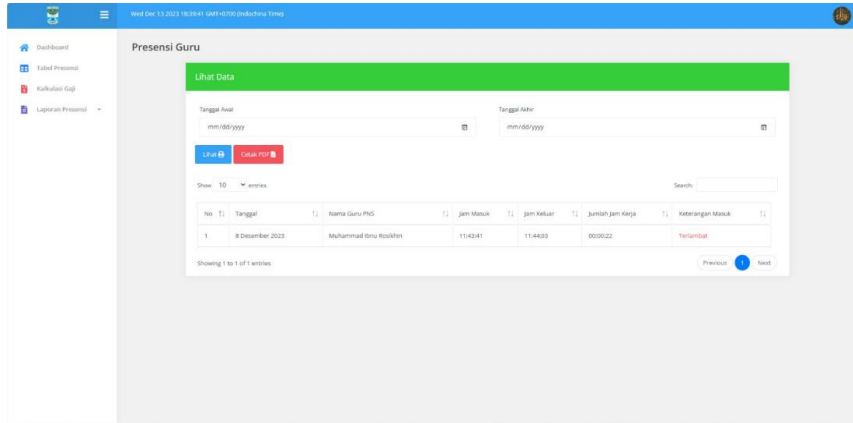 Wed Dec 13 2023 18:39:41 GMT+0700 (Indochina Time)
Dashboard
Tabel Presensi
Kalkulasi Gaji
Laporan Presensi
Presensi Guru
Lihat Data
Tanggal Awal Tanggal Akhir
mm/dd/yyyy mm/dd/yyyy
Lihat Cetak PDF
Show 10 entries Search:
No Tanggal Nama Guru PNS Jam Masuk Jam Keluar Jumlah Jam Kerja Keterangan Masuk
1 8 Desember 2023 Muhammad Ibnu Rosikhin 11:43:41 11:44:03 00:00:22 Terlambat
Showing 1 to 1 of 1 entries Previous 1 Next